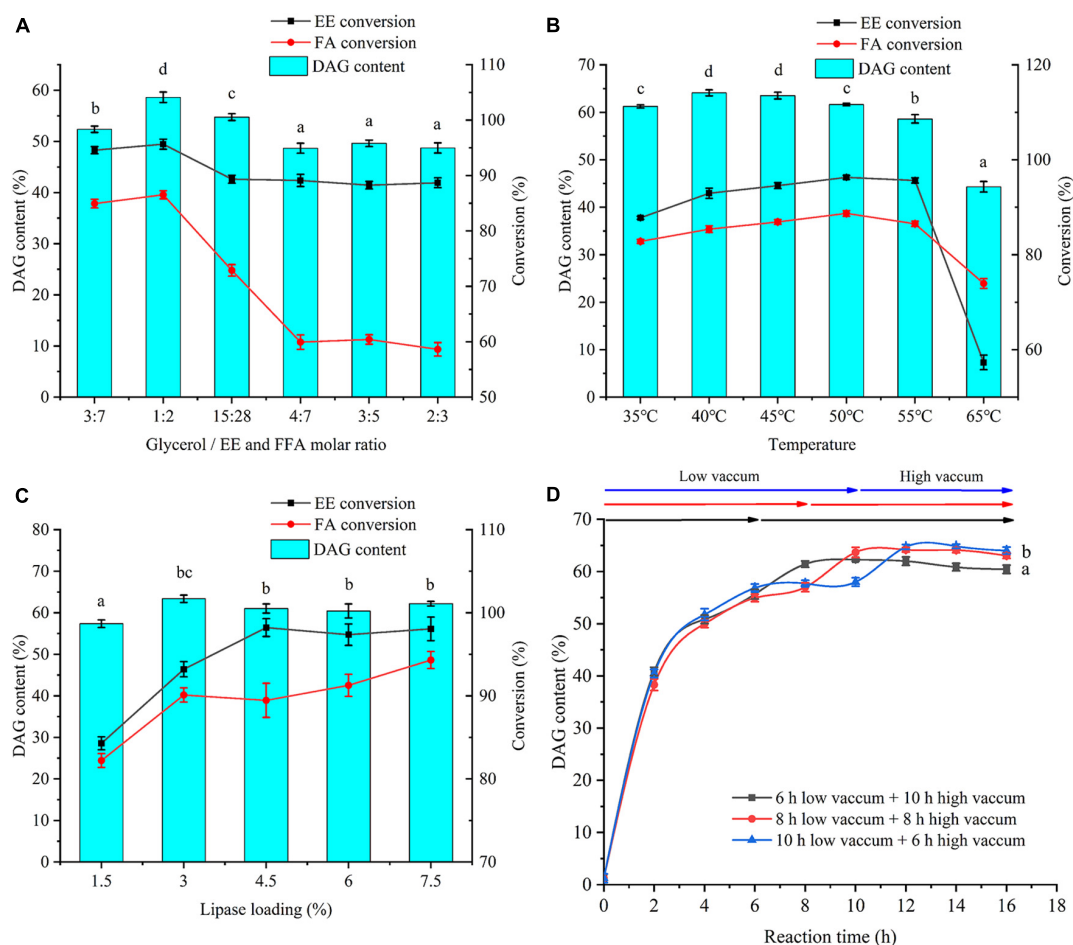 A
EE conversion
FA conversion
DAG content
DAG content (%)
Conversion (%)
0
10
20
30
40
50
60
50
60
70
80
90
100
110
b
d
c
a
a
a
3:7
1:2
15:28
4:7
3:5
2:3
Glycerol / EE and FFA molar ratio
B
EE conversion
FA conversion
DAG content
DAG content (%)
Conversion (%)
0
10
20
30
40
50
60
70
60
80
100
120
c
d
d
c
b
a
35℃
40℃
45℃
50℃
55℃
65℃
Temperature
C
EE conversion
FA conversion
DAG content
DAG content (%)
Conversion (%)
0
10
20
30
40
50
60
70
80
70
80
90
100
110
a
bc
b
b
b
1.5
3
4.5
6
7.5
Lipase loading (%)
D
Low vaccum
High vaccum
DAG content (%)
0
10
20
30
40
50
60
70
b
a
6 h low vaccum + 10 h high vaccum
8 h low vaccum + 8 h high vaccum
10 h low vaccum + 6 h high vaccum
0
2
4
6
8
10
12
14
16
18
Reaction time (h)